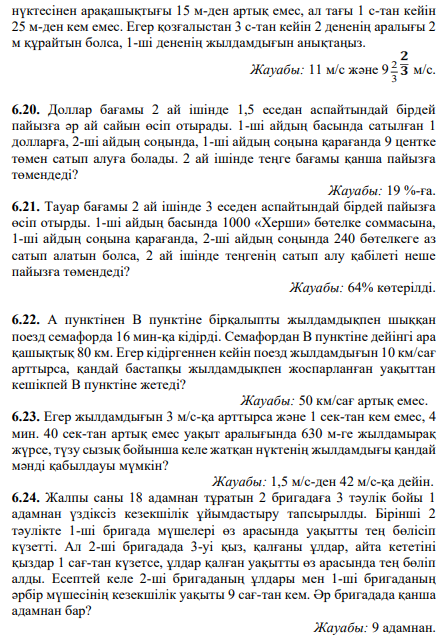 нүктесінен арақашықтығы 15 м-ден артық емес, ал тағы 1 с-тан кейін
25 м-ден кем емес. Егер қозғалыстан 3 с-тан кейін 2 дененің аралығы 2
м құрайтын болса, 1-ші дененің жылдамдығын анықтаңыз.
Жауабы: 11 м/с және 9 2/3 2/3 м/с.
6.20. Доллар бағамы 2 ай ішінде 1,5 еседан аспайтындай бірдей
пайызға әр ай сайын өсіп отырады. 1-ші айдың басында сатылған 1
долларға, 2-ші айдың соңында, 1-ші айдың соңына қарағанда 9 центке
төмен сатып алуға болады. 2 ай ішінде теңге бағамы қанша пайызға
төмендеді?
Жауабы: 19 %-ға.
6.21. Тауар бағамы 2 ай ішінде 3 еседен аспайтындай бірдей пайызға
өсіп отырды. 1-ші айдың басында 1000 «Херши» бөтелке соммасына,
1-ші айдың соңына қарағанда, 2-ші айдың соңында 240 бөтелкеге аз
сатып алатын болса, 2 ай ішінде теңгенің сатып алу қабілеті неше
пайызға төмендеді?
Жауабы: 64% көтерілді.
6.22. А пунктінен В пунктіне бірқалыпты жылдамдықпен шыққан
поезд семафорда 16 мин-қа кідірді. Семафордан В пунктіне дейінгі ара
қашықтық 80 км. Егер кідіргеннен кейін поезд жылдамдығын 10 км/сағ
арттырса, қандай бастапқы жылдамдықпен жоспарланған уақыттан
кешікпей В пунктіне жетеді?
Жауабы: 50 км/сағ артық емес.
6.23. Егер жылдамдығын 3 м/с-қа арттырса және 1 сек-тан кем емес, 4
мин. 40 сек-тан артық емес уақыт аралығында 630 м-ге жылдамырақ
жүрсе, түзу сызық бойынша келе жатқан нүктенің жылдамдығы қандай
мәнді қабылдауы мүмкін?
Жауабы: 1,5 м/с-ден 42 м/с-қа дейін.
6.24. Жалпы саны 18 адамнан тұратын 2 бригадаға 3 тәулік бойы 1
адамнан үздіксіз кезекшілік ұйымдастыру тапсырылды. Бірінші 2
тәулікте 1-ші бригада мүшелері өз арасында уақытты тең бөлісіп
күзетті. Ал 2-ші бригадада 3-уі қыз, қалғаны ұлдар, айта кететіні
қыздар 1 сағ-тан күзетсе, ұлдар қалған уақытты өз арасында тең бөліп
алды. Есептей келе 2-ші бригаданың ұлдары мен 1-ші бригаданың
әрбір мүшесінің кезекшілік уақыты 9 сағ-тан кем. Әр бригадада қанша
адамнан бар?
Жауабы: 9 адамнан.